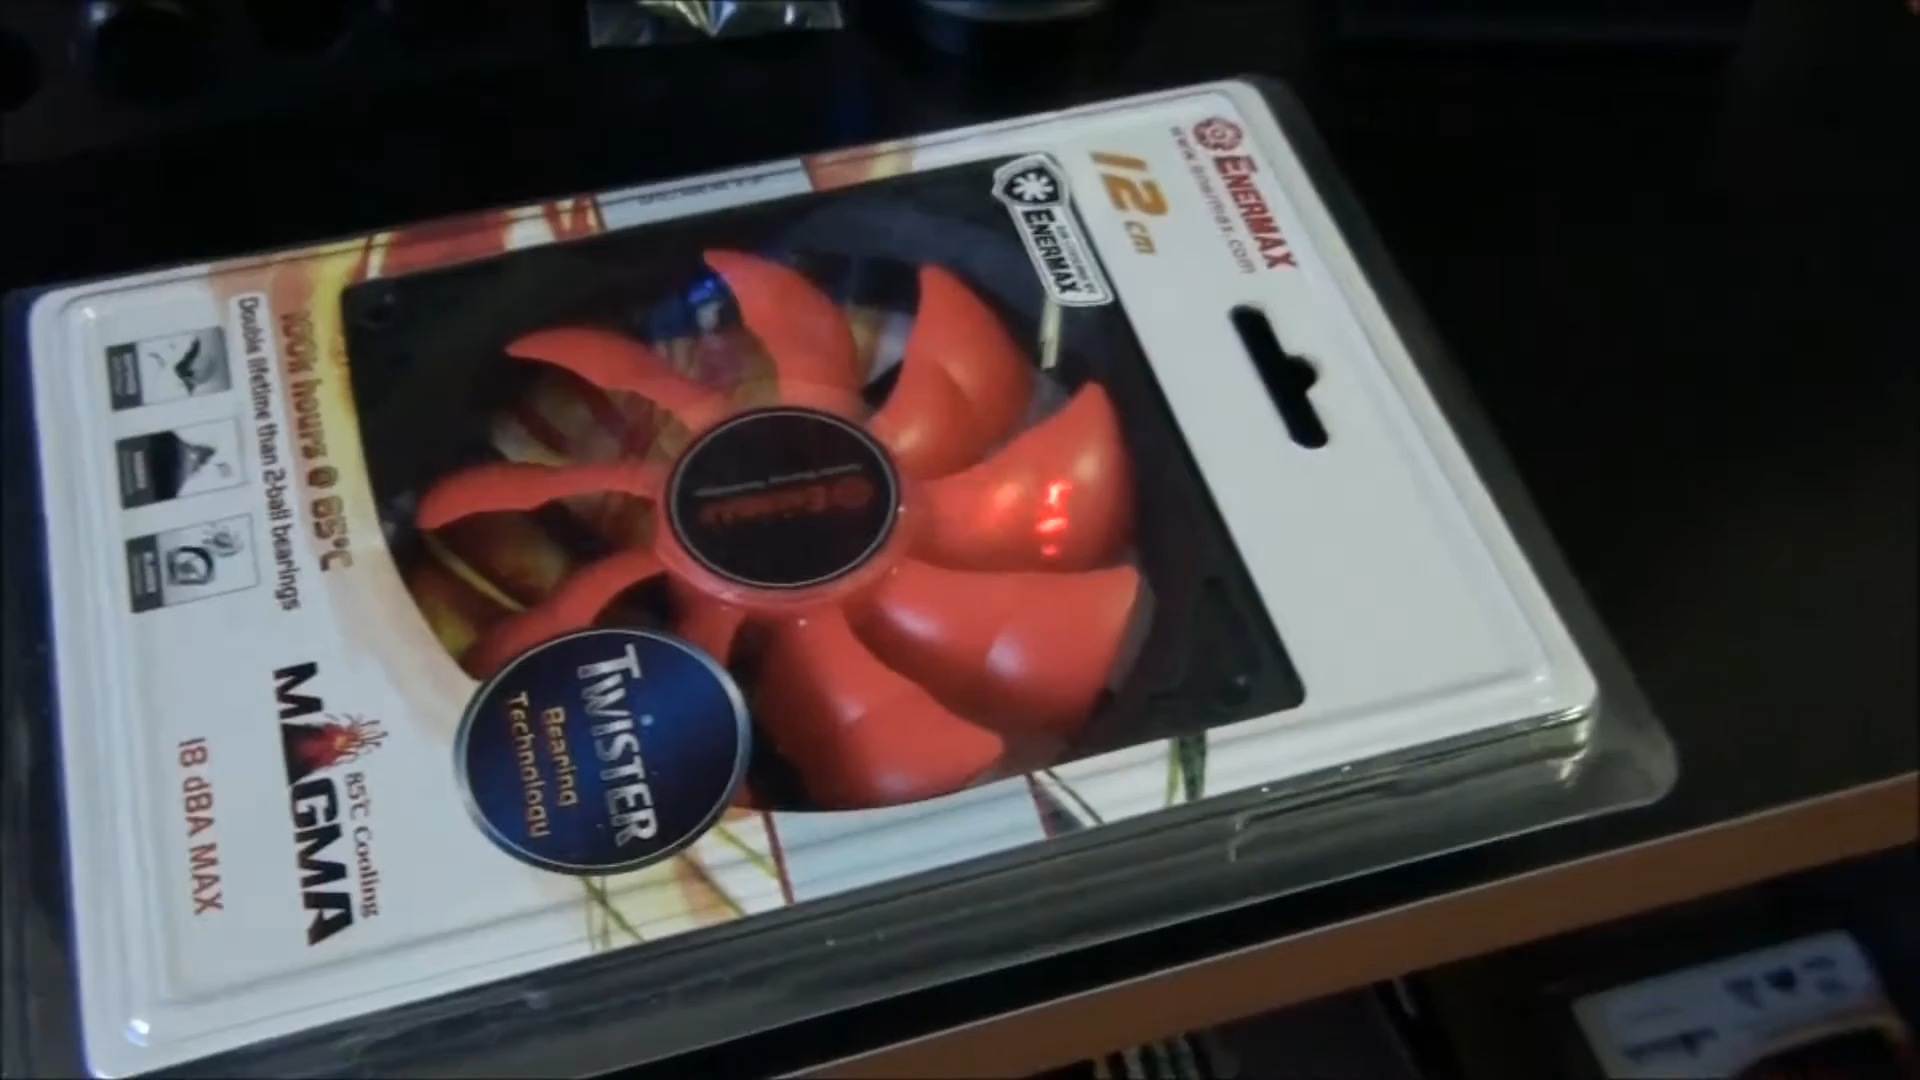 ENERMAX
www.enermax.com
12 cm
ENERMAX
100k hours @ 85°C
Double lifetime than 2-ball bearings
TWISTER
Bearing
Technology
MAGMA
85°C Cooling
18 dBA MAX